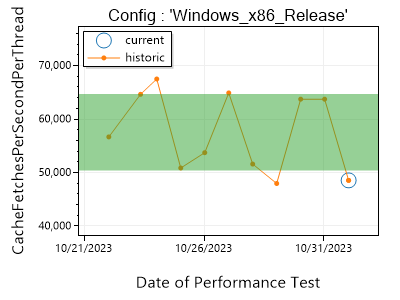 Config : 'Windows_x86_Release'
current
historic
CacheFetchesPerSecondPerThread
70,000
60,000
50,000
40,000
10/21/2023
10/26/2023
10/31/2023
Date of Performance Test